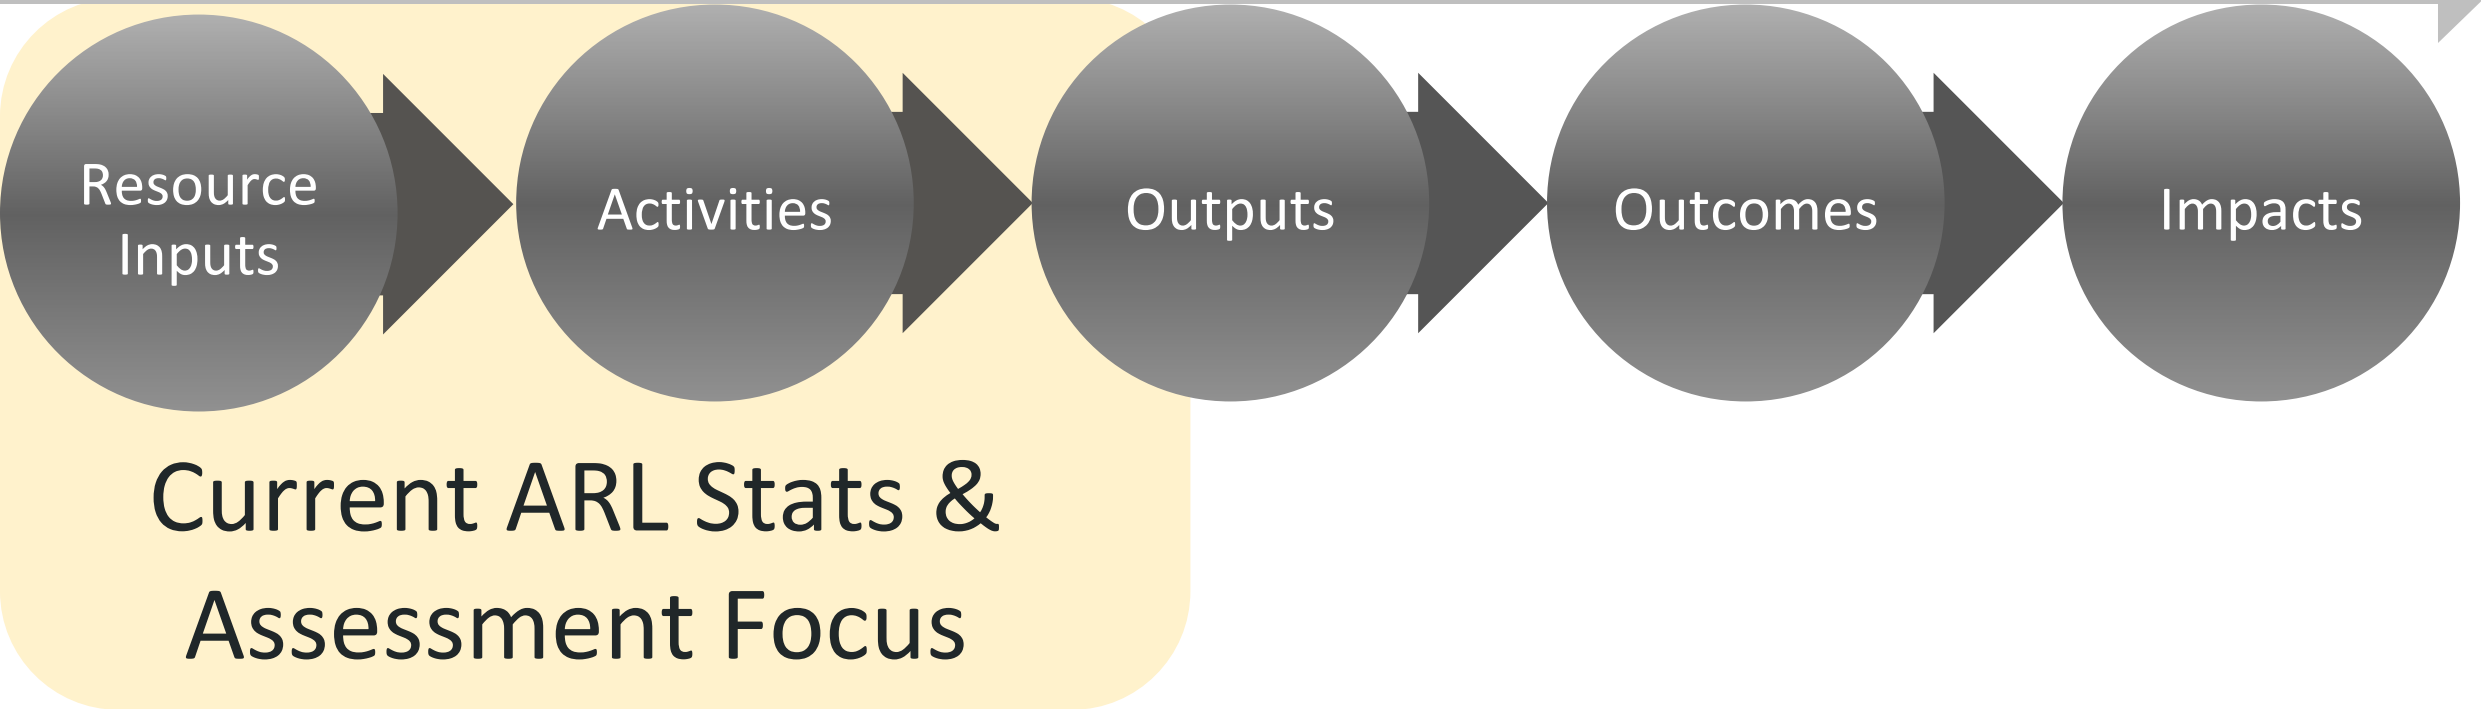 Resource
Inputs
Activities
Outputs
Outcomes
Impacts
Current ARL Stats &
Assessment Focus